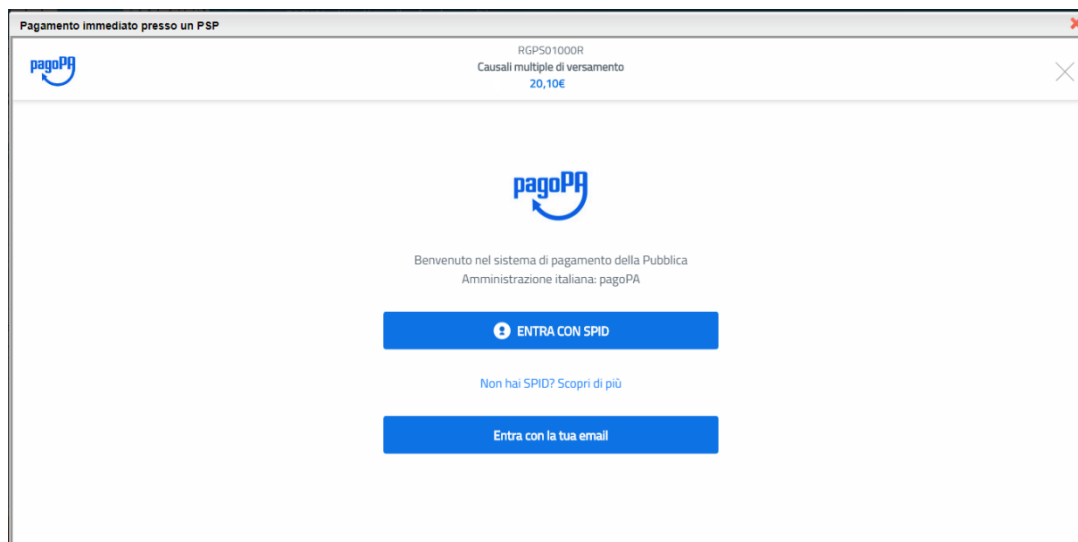 Pagamento immediato presso un PSP
pagoPA
RGPS01000R
Causali multiple di versamento
20,10€
pagoPA
Benvenuto nel sistema di pagamento della Pubblica
Amministrazione italiana: pagoPA
ENTRA CON SPID
Non hai SPID? Scopri di più
Entra con la tua email